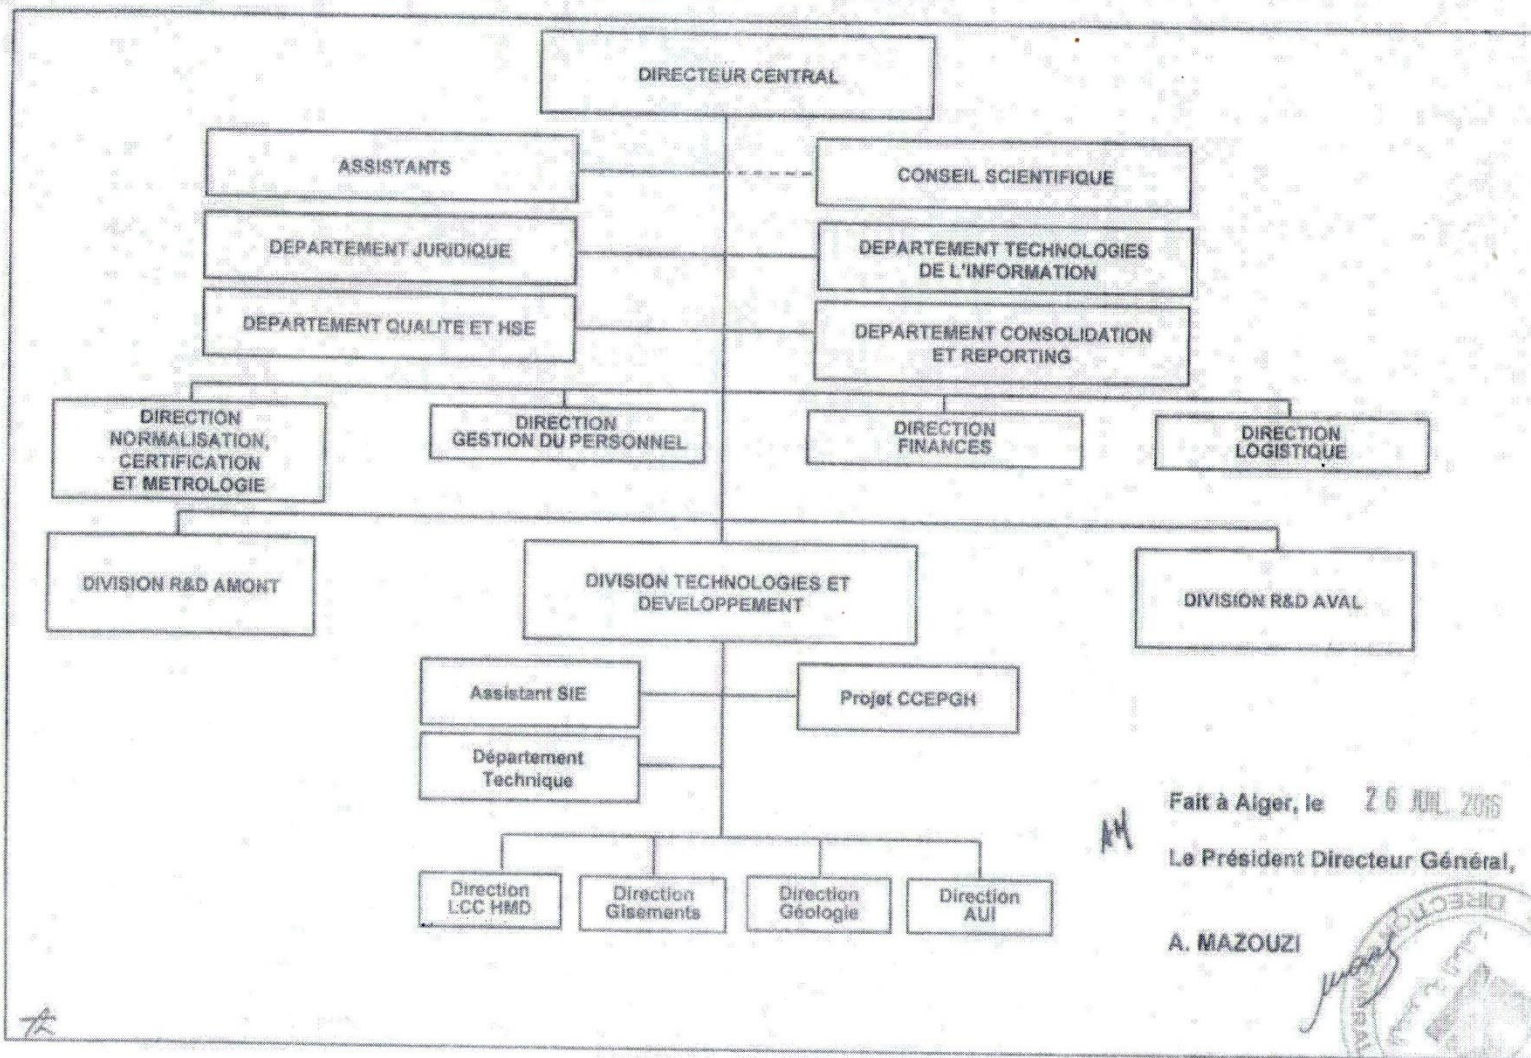 DIRECTEUR CENTRAL
ASSISTANTS
CONSEIL SCIENTIFIQUE
DEPARTEMENT JURIDIQUE
DEPARTEMENT TECHNOLOGIES
DE L'INFORMATION
DEPARTEMENT QUALITE ET HSE
DEPARTEMENT CONSOLIDATION
ET REPORTING
DIRECTION
NORMALISATION,
CERTIFICATION
ET METROLOGIE
DIRECTION
GESTION DU PERSONNEL
DIRECTION
FINANCES
DIRECTION
LOGISTIQUE
DIVISION R&D AMONT
DIVISION TECHNOLOGIES ET
DEVELOPPEMENT
DIVISION R&D AVAL
Assistant SIE
Projet CCEPGH
Département
Technique
Direction
LCC HMD
Direction
Gisements
Direction
Géologie
Direction
AUI
Fait à Alger, le 26 JUIL. 2016
AM
Le Président Directeur Général,
A. MAZOUZI
DIRECTION